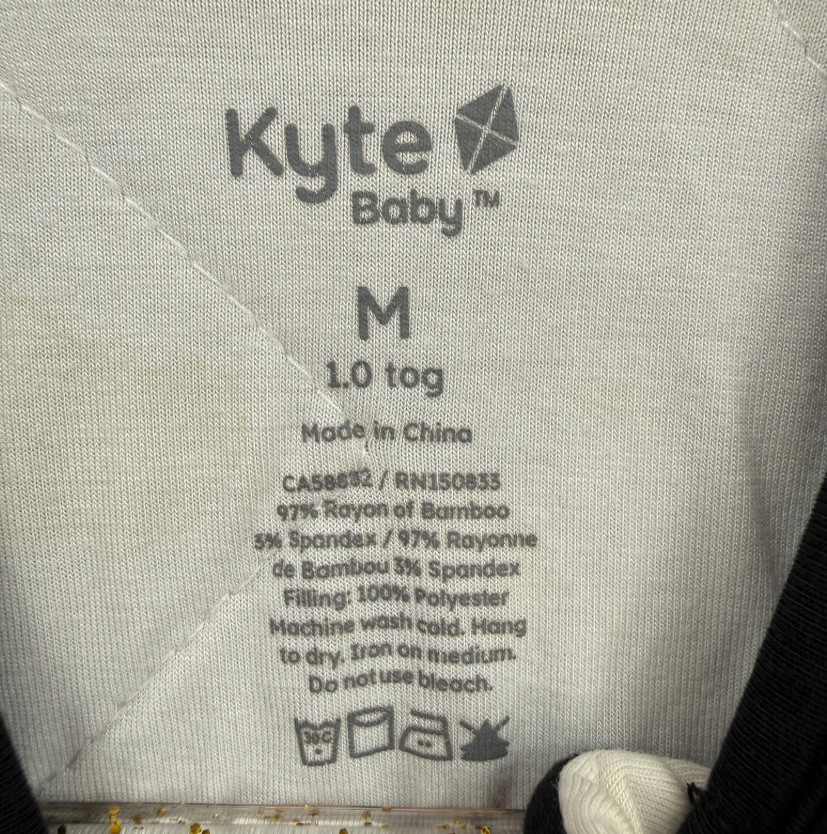 Kyte
Baby™
M
1.0 tog
Made in China
CA58832 / RN150833
97% Rayon of Bamboo
3% Spandex / 97% Rayonne
de Bambou 3% Spandex
Filling: 100% Polyester
Machine wash cold. Hang
to dry. Iron on medium.
Do not use bleach.
30C